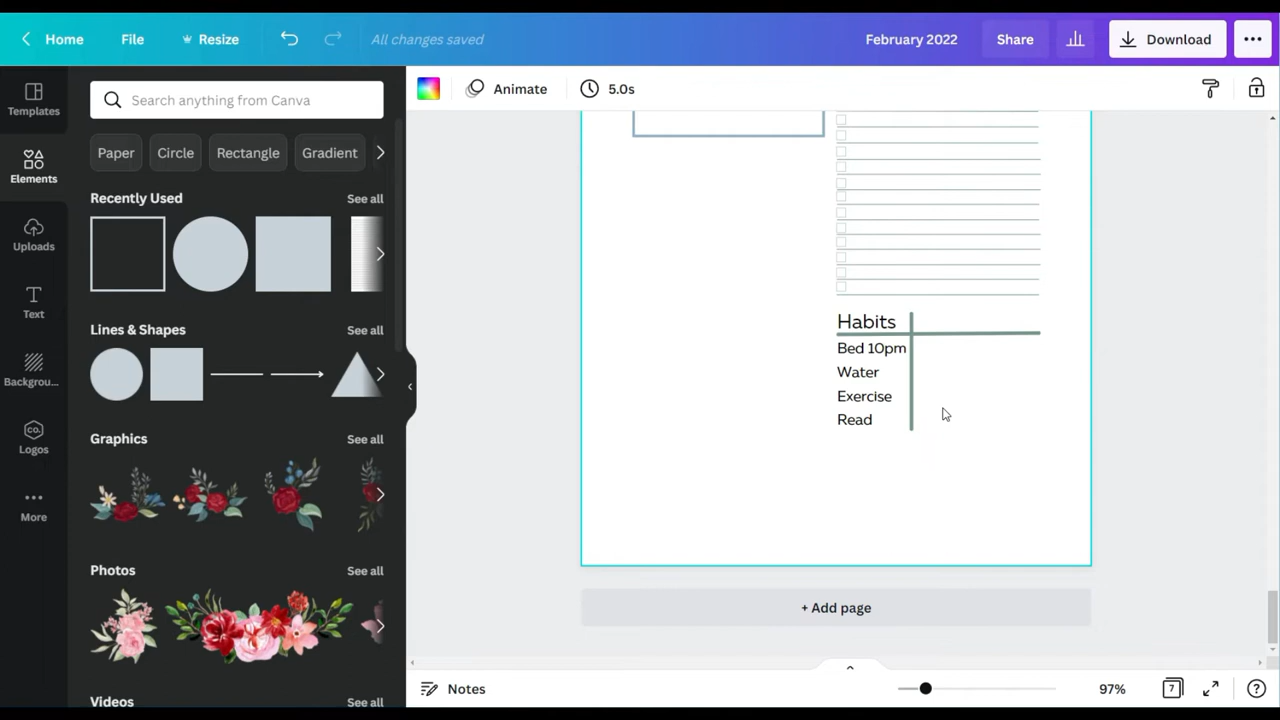 Home File Resize All changes saved February 2022 Share Download
Templates
Elements
Uploads
Text
Backgrou...
CO.
Logos
More
Search anything from Canva
Paper Circle Rectangle Gradient
Recently Used See all
Lines & Shapes See all
Graphics See all
Photos See all
Videos See all
Animate 5.0s
Habits
Bed 10pm
Water
Exercise
Read
+ Add page
Notes 97% 7 ?